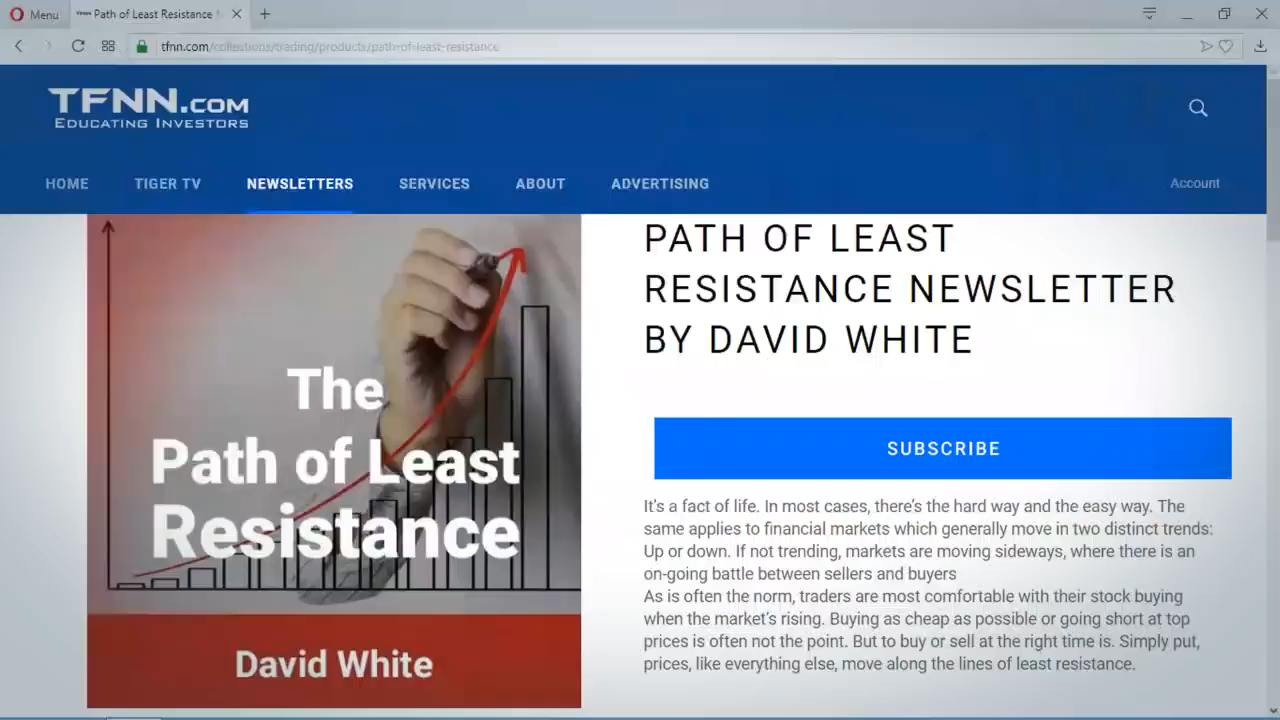 Menu
Path of Least Resistance
tfnn.com/collections/trading/products/path-of-least-resistance
TFNN.COM
EDUCATING INVESTORS
HOME TIGER TV NEWSLETTERS SERVICES ABOUT ADVERTISING Account
The
Path of Least
Resistance
David White
PATH OF LEAST
RESISTANCE NEWSLETTER
BY DAVID WHITE
SUBSCRIBE
It's a fact of life. In most cases, there's the hard way and the easy way. The
same applies to financial markets which generally move in two distinct trends:
Up or down. If not trending, markets are moving sideways, where there is an
on-going battle between sellers and buyers
As is often the norm, traders are most comfortable with their stock buying
when the market's rising. Buying as cheap as possible or going short at top
prices is often not the point. But to buy or sell at the right time is. Simply put,
prices, like everything else, move along the lines of least resistance.